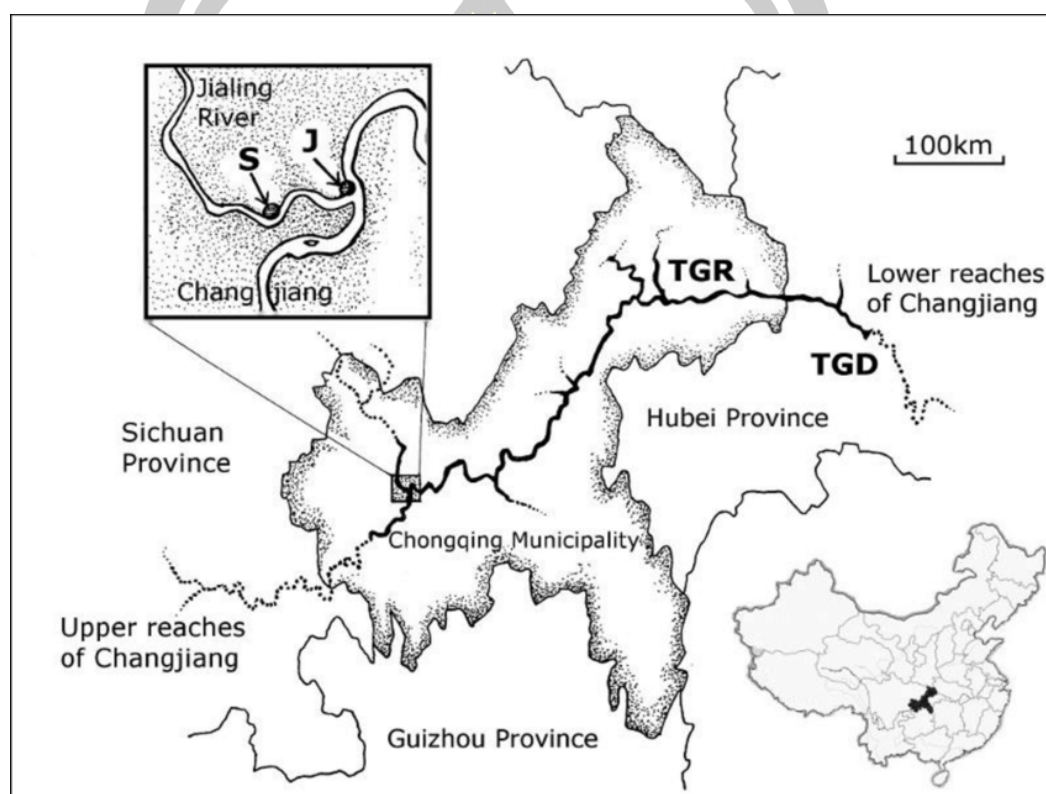 Jialing
River
S
J
Changjiang
100km
TGR
Lower reaches
of Changjiang
TGD
Hubei Province
Sichuan
Province
Chongqing Municipality
Upper reaches
of Changjiang
Guizhou Province